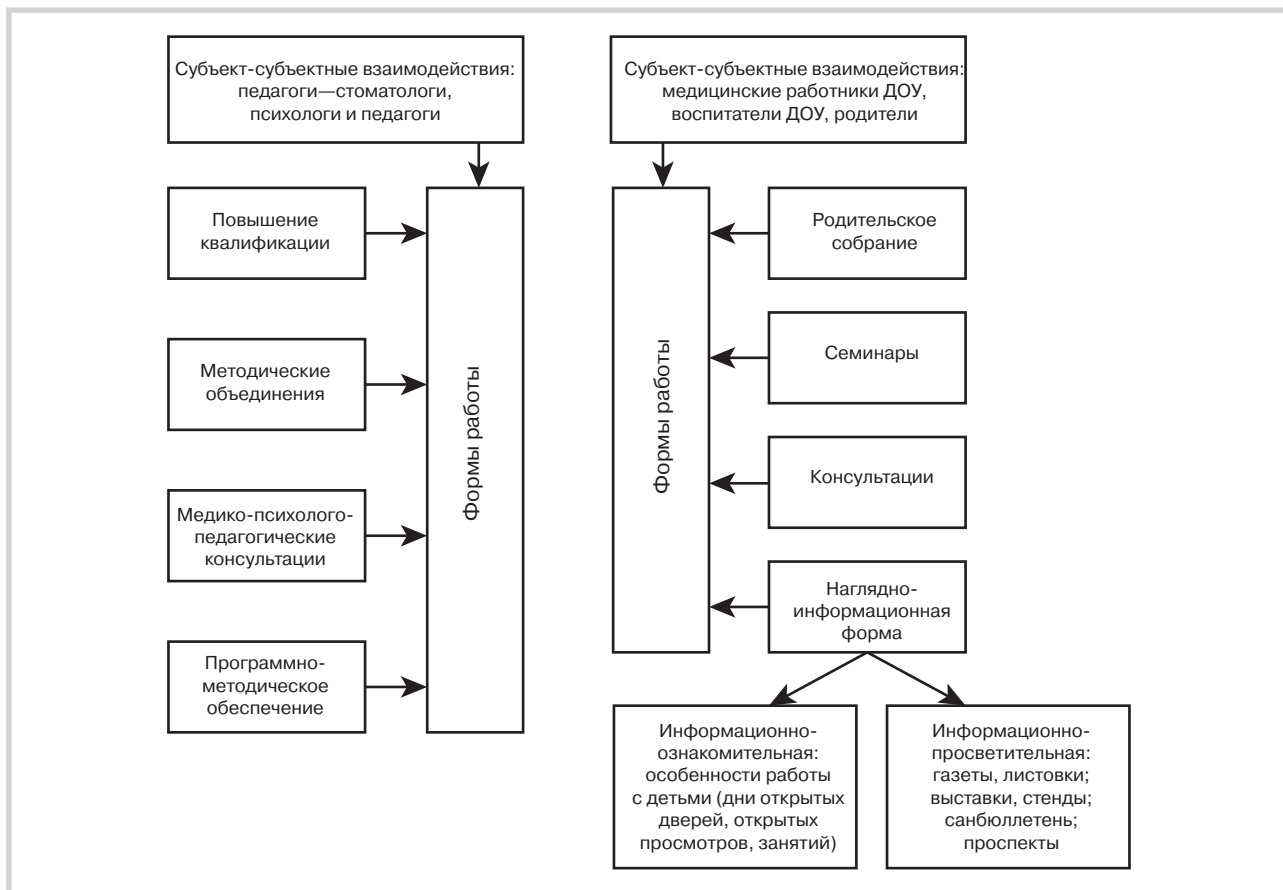 Субъект-субъектные взаимодействия:
педагоги—стоматологи,
психологи и педагоги
Субъект-субъектные взаимодействия:
медицинские работники ДОУ,
воспитатели ДОУ, родители
Повышение
квалификации
Методические
объединения
Медико-психолого-
педагогические
консультации
Программно-
методическое
обеспечение
Формы работы
Формы работы
Родительское
собрание
Семинары
Консультации
Наглядно-
информационная
форма
Информационно-
ознакомительная:
особенности работы
с детьми (дни открытых
дверей, открытых
просмотров, занятий)
Информационно-
просветительная:
газеты, листовки;
выставки, стенды;
санбюллетень;
проспекты